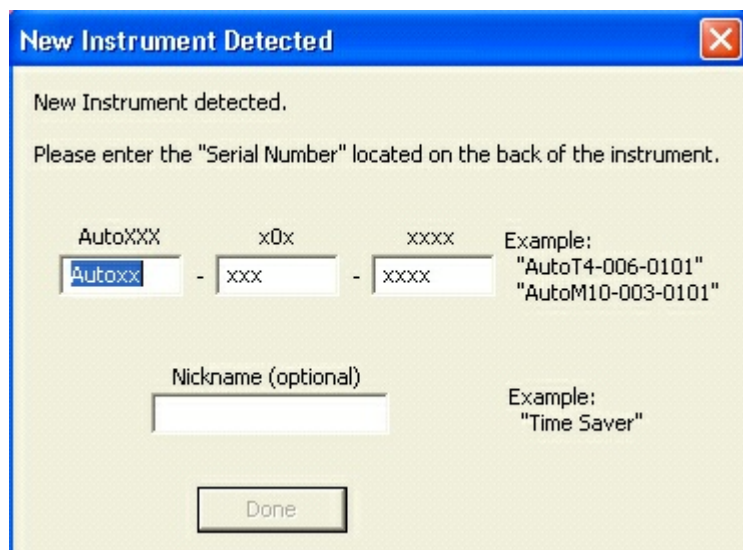 New Instrument Detected
New Instrument detected.
Please enter the "Serial Number" located on the back of the instrument.
AutoXXX x0x xxxx
Autoxx - xxx - xxxx
Example:
"AutoT4-006-0101"
"AutoM10-003-0101"
Nickname (optional)
Example:
"Time Saver"
Done